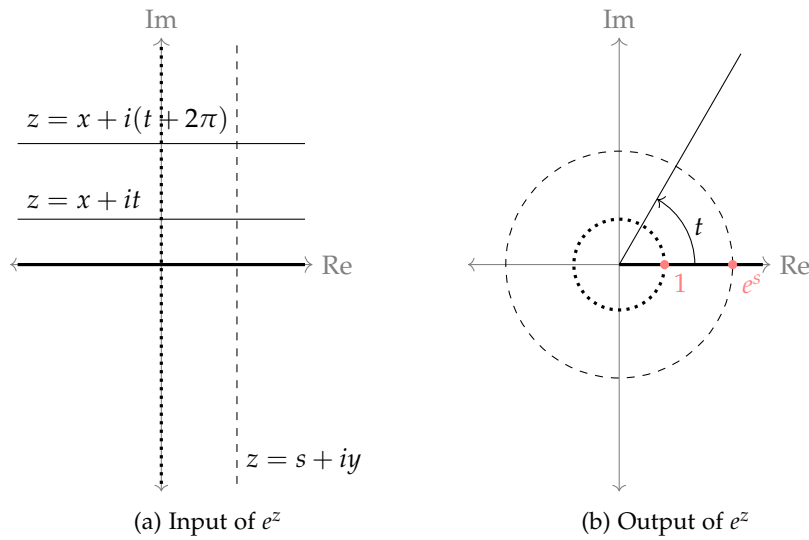 Im
z = x + i(t + 2π)
z = x + it
Re
z = s + iy
(a) Input of e^z
Im
t
Re
1
e^s
(b) Output of e^z